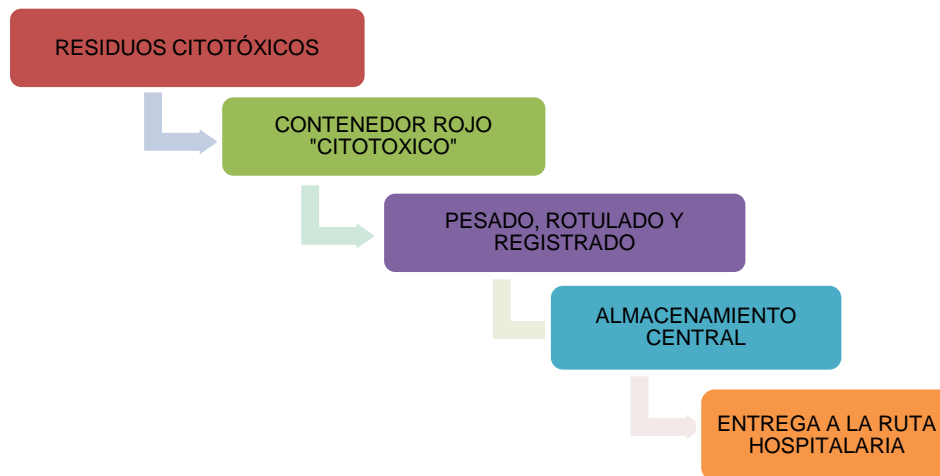 RESIDUOS CITOTÓXICOS
CONTENEDOR ROJO
"CITOTOXICO"
PESADO, ROTULADO Y
REGISTRADO
ALMACENAMIENTO
CENTRAL
ENTREGA A LA RUTA
HOSPITALARIA